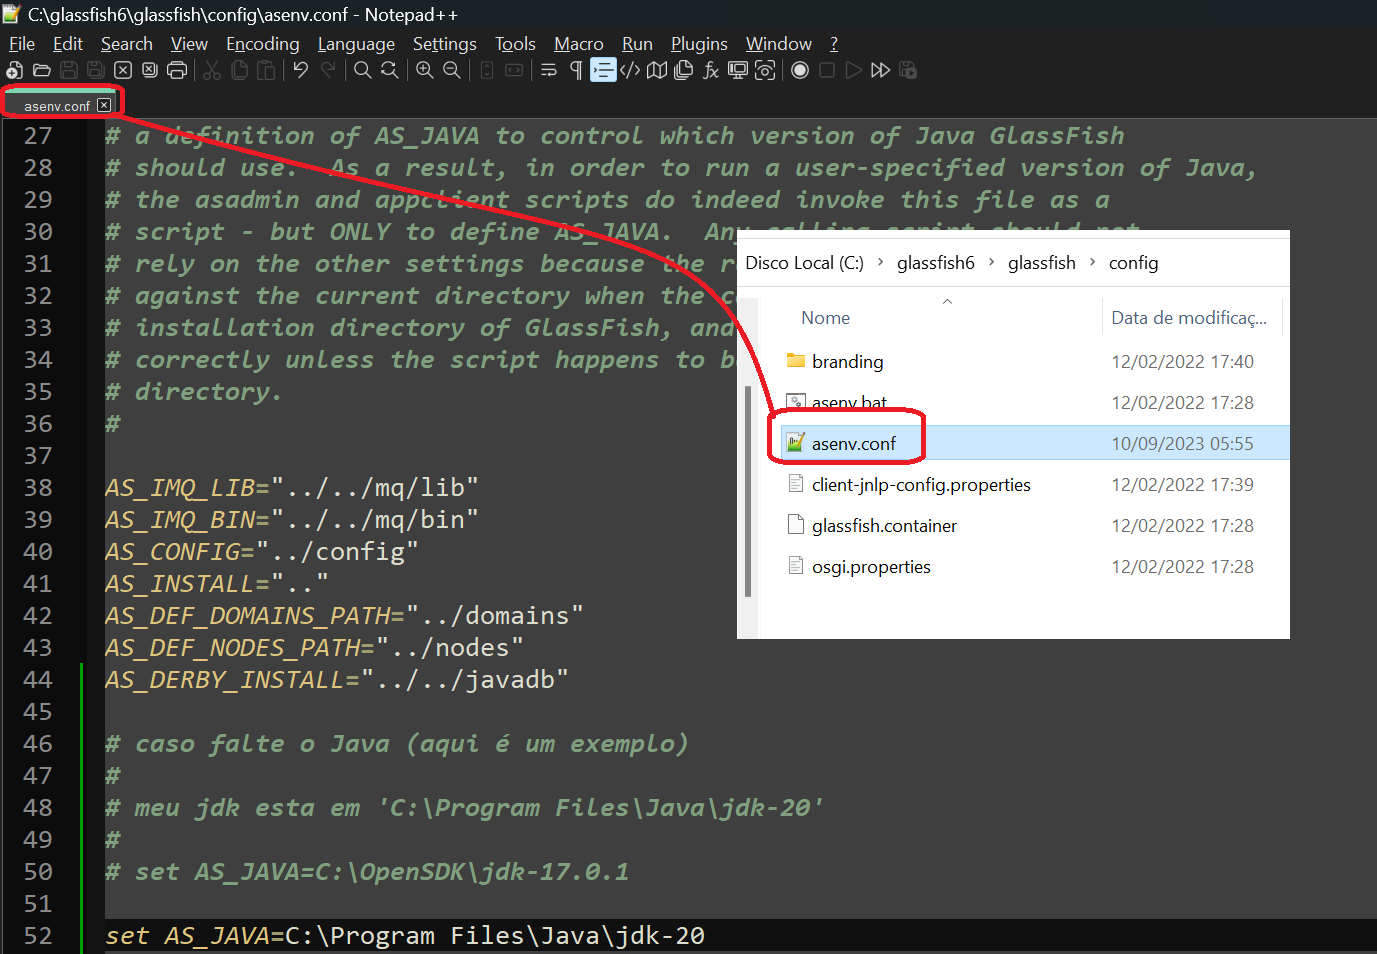 C:\glassfish6\glassfish\config\asenv.conf - Notepad++
File Edit Search View Encoding Language Settings Tools Macro Run Plugins Window ?
asenv.conf
27 # a definition of AS_JAVA to control which version of Java GlassFish
28 # should use. As a result, in order to run a user-specified version of Java,
29 # the asadmin and appclient scripts do indeed invoke this file as a
30 # script - but ONLY to define AS_JAVA. Any calling script should not
31 # rely on the other settings because the r
32 # against the current directory when the c
33 # installation directory of GlassFish, and
34 # correctly unless the script happens to b
35 # directory.
36 #
37
38 AS_IMQ_LIB="../../mq/lib"
39 AS_IMQ_BIN="../../mq/bin"
40 AS_CONFIG="../config"
41 AS_INSTALL=".."
42 AS_DEF_DOMAINS_PATH="../domains"
43 AS_DEF_NODES_PATH="../nodes"
44 AS_DERBY_INSTALL="../../javadb"
45
46 # caso falte o Java (aqui é um exemplo)
47 #
48 # meu jdk esta em 'C:\Program Files\Java\jdk-20'
49 #
50 # set AS_JAVA=C:\OpenSDK\jdk-17.0.1
51
52 set AS_JAVA=C:\Program Files\Java\jdk-20
Disco Local (C:) › glassfish6 › glassfish › config
Nome Data de modificaç...
branding 12/02/2022 17:40
asenv.bat 12/02/2022 17:28
asenv.conf 10/09/2023 05:55
client-jnlp-config.properties 12/02/2022 17:39
glassfish.container 12/02/2022 17:28
osgi.properties 12/02/2022 17:28